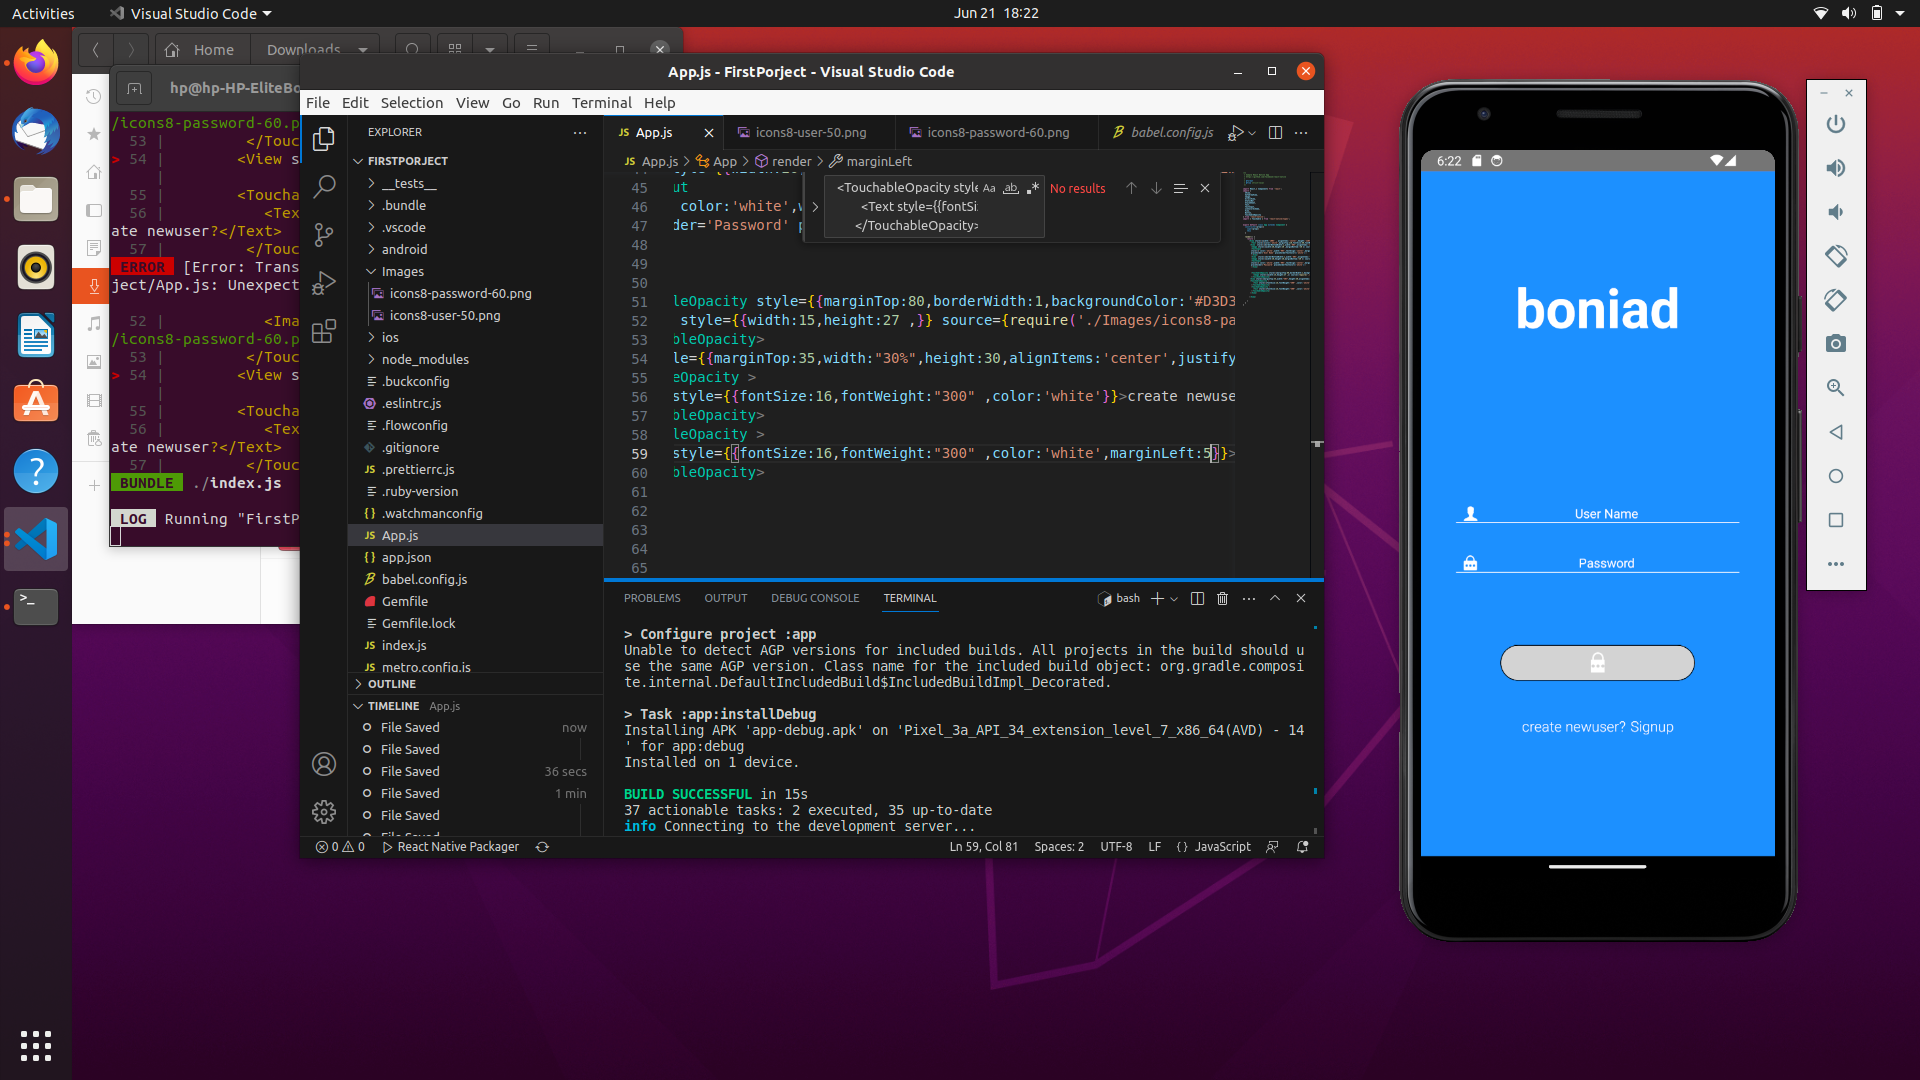 Activities
Visual Studio Code
Jun 21 18:22
Home
Downloads
hp@hp-HP-EliteBo
/icons8-password-60.p
53 | </Touc
> 54 | <View s
|
55 | <Toucha
56 | <Tex
ate newuser?</Text>
57 | </Touc
ERROR [Error: Trans
ject/App.js: Unexpect
52 | <Ima
/icons8-password-60.p
53 | </Touc
> 54 | <View s
|
55 | <Toucha
56 | <Tex
ate newuser?</Text>
57 | </Touc
BUNDLE ./index.js
LOG Running "FirstP
App.js - FirstPorject - Visual Studio Code
File Edit Selection View Go Run Terminal Help
EXPLORER
FIRSTPORJECT
__tests__
.bundle
.vscode
android
Images
icons8-password-60.png
icons8-user-50.png
ios
node_modules
.buckconfig
.eslintrc.js
.flowconfig
.gitignore
.prettierrc.js
.ruby-version
.watchmanconfig
App.js
app.json
babel.config.js
Gemfile
Gemfile.lock
index.js
metro.config.js
OUTLINE
TIMELINE App.js
File Saved now
File Saved
File Saved 36 secs
File Saved 1 min
File Saved
File Saved
App.js icons8-user-50.png icons8-password-60.png babel.config.js
App.js > App > render > marginLeft
<TouchableOpacity style
<Text style={{fontSi
</TouchableOpacity>
No results
45 ut
46 color:'white',
47 der='Password' p
48
49
50
51 leOpacity style={{marginTop:80,borderWidth:1,backgroundColor:'#D3D3
52 style={{width:15,height:27 ,}} source={require('./Images/icons8-pa
53 bleOpacity>
54 le={{marginTop:35,width:"30%",height:30,alignItems:'center',justify
55 eOpacity >
56 style={{fontSize:16,fontWeight:"300" ,color:'white'}}>create newuse
57 bleOpacity>
58 leOpacity >
59 style={{fontSize:16,fontWeight:"300" ,color:'white',marginLeft:5}}>
60 bleOpacity>
61
62
63
64
65
PROBLEMS OUTPUT DEBUG CONSOLE TERMINAL
bash
> Configure project :app
Unable to detect AGP versions for included builds. All projects in the build should u
se the same AGP version. Class name for the included build object: org.gradle.composi
te.internal.DefaultIncludedBuild$IncludedBuildImpl_Decorated.
> Task :app:installDebug
Installing APK 'app-debug.apk' on 'Pixel_3a_API_34_extension_level_7_x86_64(AVD) - 14
' for app:debug
Installed on 1 device.
BUILD SUCCESSFUL in 15s
37 actionable tasks: 2 executed, 35 up-to-date
info Connecting to the development server...
0 0 React Native Packager
Ln 59, Col 81 Spaces: 2 UTF-8 LF {} JavaScript
6:22
boniad
User Name
Password
create newuser? Signup